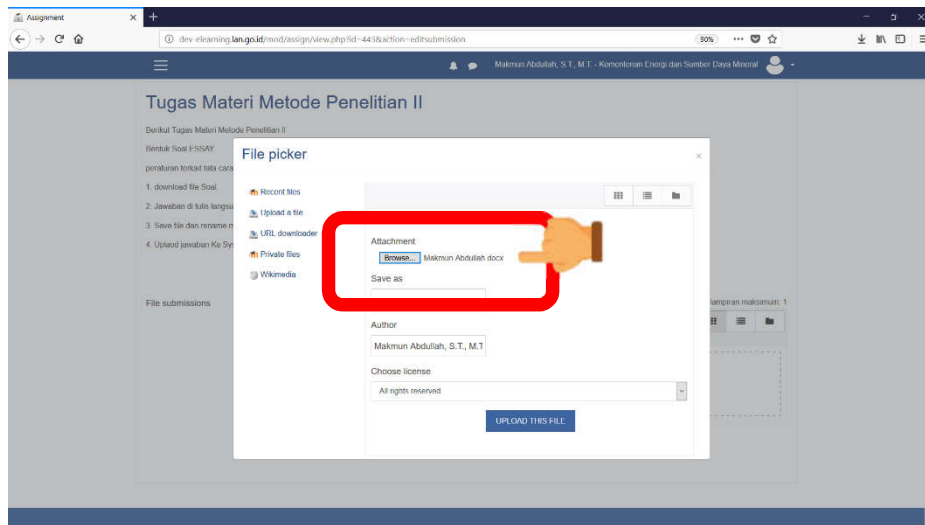 Assignment
dev-elearning.lan.go.id/mod/assign/view.php?id=443&action=editsubmission
90%
Makmun Abdullah, S.T., M.T. - Kementerian Energi dan Sumber Daya Mineral
Tugas Materi Metode Penelitian II
Berikut Tugas Materi Metode Penelitian II
Bentuk Soal ESSAY
peraturan terkait tata cara
1. download file Soal.
2. Jawaban di tulis langsu
3. Save file dan rename n
4. Upload jawaban Ke Sy
File picker
Recent files
Upload a file
URL downloader
Private files
Wikimedia
Attachment
Browse... Makmun Abdullah.docx
Save as
File submissions
lampiran maksimum: 1
Author
Makmun Abdullah, S.T., M.T
Choose license
All rights reserved
UPLOAD THIS FILE